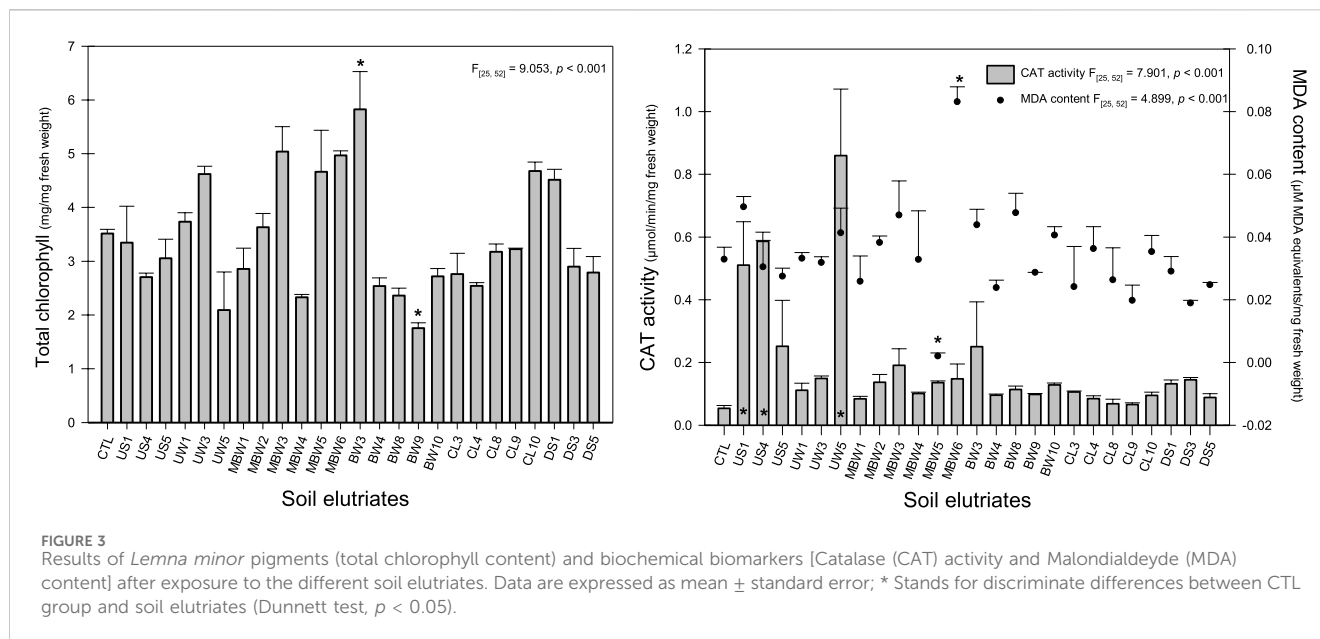 7
6
5
4
3
2
1
0
Total chlorophyll (mg/mg fresh weight)
F[25, 52] = 9.053, p < 0.001
*
*
CTL
US1
US4
US5
UW1
UW3
UW5
MBW1
MBW2
MBW3
MBW4
MBW5
MBW6
BW3
BW4
BW8
BW9
BW10
CL3
CL4
CL8
CL9
CL10
DS1
DS3
DS5
Soil elutriates
1.2
1.0
0.8
0.6
0.4
0.2
0.0
CAT activity (µmol/min/mg fresh weight)
CAT activity F[25, 52] = 7.901, p < 0.001
MDA content F[25, 52] = 4.899, p < 0.001
*
*
*
*
*
0.10
0.08
0.06
0.04
0.02
0.00
-0.02
MDA content (µM MDA equivalents/mg fresh weight)
CTL
US1
US4
US5
UW1
UW3
UW5
MBW1
MBW2
MBW3
MBW4
MBW5
MBW6
BW3
BW4
BW8
BW9
BW10
CL3
CL4
CL8
CL9
CL10
DS1
DS3
DS5
Soil elutriates
FIGURE 3
Results of Lemna minor pigments (total chlorophyll content) and biochemical biomarkers [Catalase (CAT) activity and Malondialdeyde (MDA)
content] after exposure to the different soil elutriates. Data are expressed as mean ± standard error; * Stands for discriminate differences between CTL
group and soil elutriates (Dunnett test, p < 0.05).